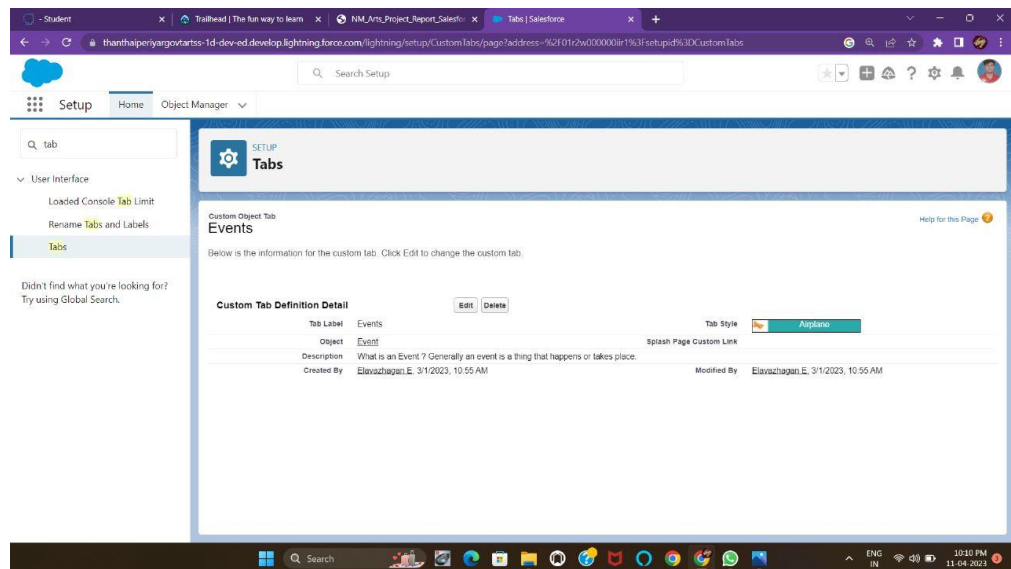 - Student
Trailhead | The fun way to learn
NM_Arts_Project_Report_Salesfor
Tabs | Salesforce
thanthaiperiyargovtartss-1d-dev-ed.develop.lightning.force.com/lightning/setup/CustomTabs/page?address=%2F01r2w000000iir1%3Fsetupid%3DCustomTabs
Search Setup
Setup Home Object Manager
tab
User Interface
Loaded Console Tab Limit
Rename Tabs and Labels
Tabs
Didn't find what you're looking for?
Try using Global Search.
SETUP
Tabs
Custom Object Tab
Events
Help for this Page
Below is the information for the custom tab. Click Edit to change the custom tab.
Custom Tab Definition Detail Edit Delete
Tab Label Events Tab Style Airplane
Object Event Splash Page Custom Link
Description What is an Event ? Generally an event is a thing that happens or takes place.
Created By Elavazhagan E, 3/1/2023, 10:55 AM Modified By Elavazhagan E, 3/1/2023, 10:55 AM
Search
ENG
IN
10:10 PM
11-04-2023